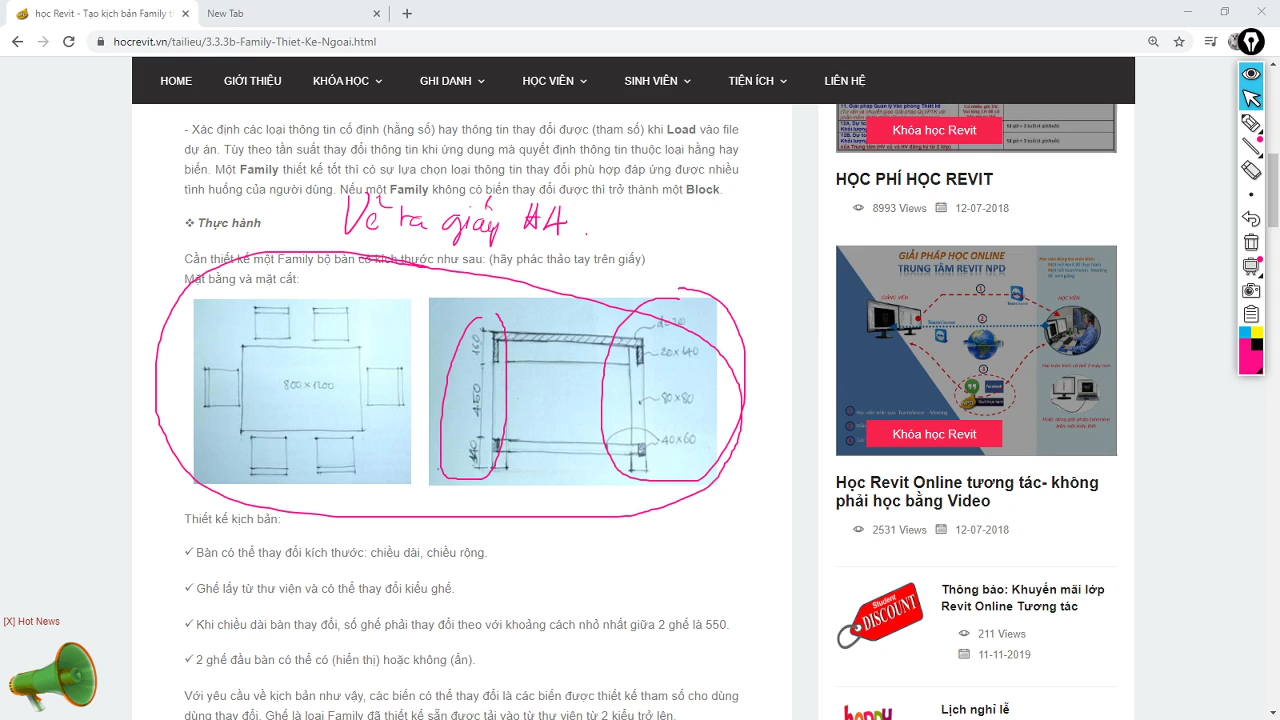 học Revit - Tạo kịch bản Family t
New Tab
hocrevit.vn/tailieu/3.3.3b-Family-Thiet-Ke-Ngoai.html
HOME GIỚI THIỆU KHÓA HỌC GHI DANH HỌC VIÊN SINH VIÊN TIỆN ÍCH LIÊN HỆ
- Xác định các loại thông tin cố định (hằng số) hay thông tin thay đổi được (tham số) khi Load vào file
dự án. Tùy vào tần suất thay đổi thông tin khi ứng dụng mà quyết định thông tin thuộc loại hằng hay
biến. Một Family thiết kế tốt thì có sự lựa chọn loại thông tin thay đổi phù hợp đáp ứng được nhiều
tình huống của người dùng. Nếu một Family không có biến thay đổi được thì trở thành một Block.
❖ Thực hành
Vẽ ra giấy A4.
Cần thiết kế một Family bộ bàn có kích thước như sau: (hãy phác thảo tay trên giấy)
800x1200
20x140
80x80
40x60
Thiết kế kịch bản:
✓ Bàn có thể thay đổi kích thước: chiều dài, chiều rộng.
✓ Ghế lấy từ thư viện và có thể thay đổi kiểu ghế.
✓ Khi chiều dài bàn thay đổi, số ghế phải thay đổi theo với khoảng cách nhỏ nhất giữa 2 ghế là 550.
✓ 2 ghế đầu bàn có thể có (hiển thị) hoặc không (ẩn).
Với yêu cầu về kịch bản như vậy, các biến có thể thay đổi là các biến được thiết kế tham số cho dùng
dùng thay đổi. Ghế là loại Family đã thiết kế sẵn được tải vào từ thư viện từ 2 kiểu trở lên.
Khóa học Revit
HỌC PHÍ HỌC REVIT
8993 Views 12-07-2018
GIẢI PHÁP HỌC ONLINE
TRUNG TÂM REVIT NPD
GIẢNG VIÊN
HỌC VIÊN
1
2
3
Khóa học Revit
Học Revit Online tương tác- không
phải học bằng Video
2531 Views 12-07-2018
Student
DISCOUNT
Thông báo: Khuyến mãi lớp
Revit Online Tương tác
211 Views
11-11-2019
Lịch nghỉ lễ
[X] Hot News